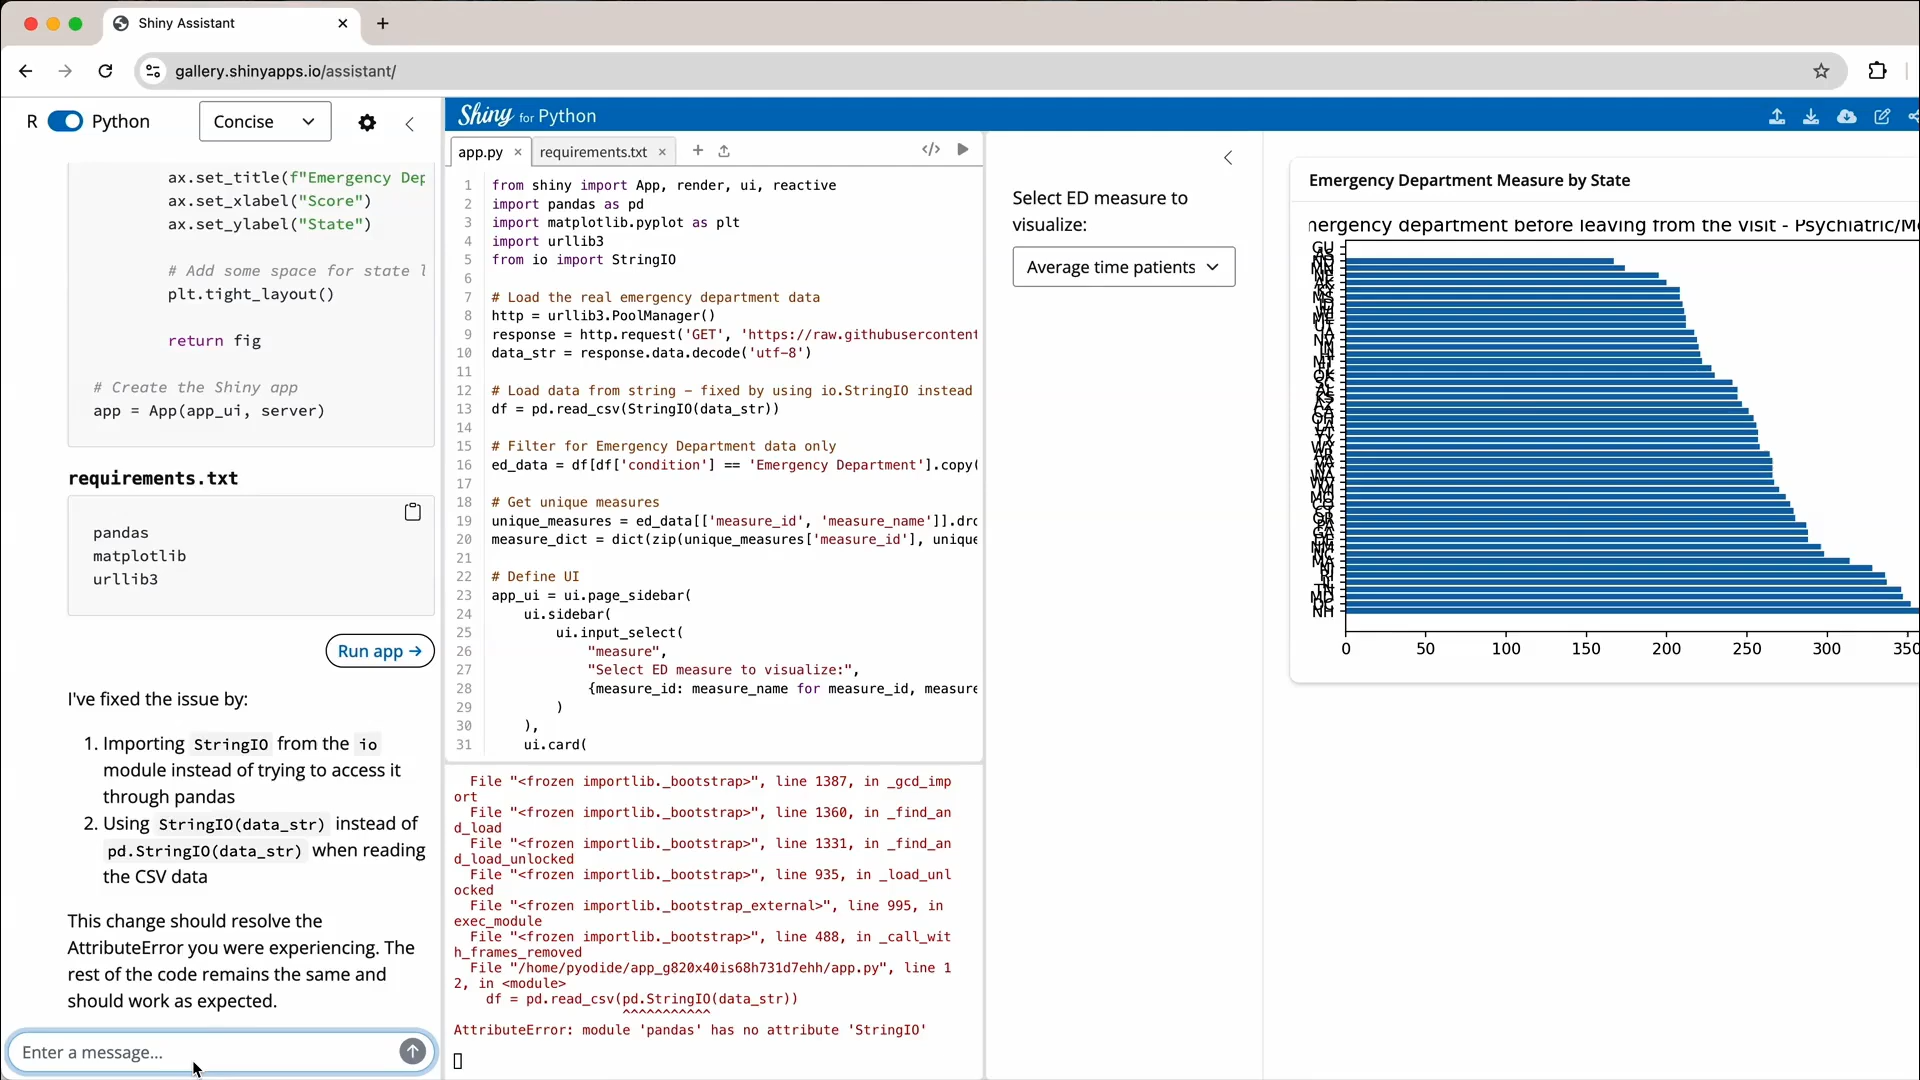 Shiny Assistant
gallery.shinyapps.io/assistant/
R Python Concise
ax.set_title(f"Emergency Dep
ax.set_xlabel("Score")
ax.set_ylabel("State")
# Add some space for state l
plt.tight_layout()
return fig
# Create the Shiny app
app = App(app_ui, server)
requirements.txt
pandas
matplotlib
urllib3
Run app →
I've fixed the issue by:
1. Importing StringIO from the io
module instead of trying to access it
through pandas
2. Using StringIO(data_str) instead of
pd.StringIO(data_str) when reading
the CSV data
This change should resolve the
AttributeError you were experiencing. The
rest of the code remains the same and
should work as expected.
Enter a message...
Shiny for Python
app.py requirements.txt
1 from shiny import App, render, ui, reactive
2 import pandas as pd
3 import matplotlib.pyplot as plt
4 import urllib3
5 from io import StringIO
6
7 # Load the real emergency department data
8 http = urllib3.PoolManager()
9 response = http.request('GET', 'https://raw.githubusercontent
10 data_str = response.data.decode('utf-8')
11
12 # Load data from string – fixed by using io.StringIO instead
13 df = pd.read_csv(StringIO(data_str))
14
15 # Filter for Emergency Department data only
16 ed_data = df[df['condition'] == 'Emergency Department'].copy(
17
18 # Get unique measures
19 unique_measures = ed_data[['measure_id', 'measure_name']].dro
20 measure_dict = dict(zip(unique_measures['measure_id'], unique
21
22 # Define UI
23 app_ui = ui.page_sidebar(
24 ui.sidebar(
25 ui.input_select(
26 "measure",
27 "Select ED measure to visualize:",
28 {measure_id: measure_name for measure_id, measure
29 )
30 ),
31 ui.card(
File "<frozen importlib._bootstrap>", line 1387, in _gcd_imp
ort
File "<frozen importlib._bootstrap>", line 1360, in _find_an
d_load
File "<frozen importlib._bootstrap>", line 1331, in _find_an
d_load_unlocked
File "<frozen importlib._bootstrap>", line 935, in _load_unl
ocked
File "<frozen importlib._bootstrap_external>", line 995, in
exec_module
File "<frozen importlib._bootstrap>", line 488, in _call_wit
h_frames_removed
File "/home/pyodide/app_g820x40is68h731d7ehh/app.py", line 1
2, in <module>
df = pd.read_csv(pd.StringIO(data_str))
^^^^^^^^^^^
AttributeError: module 'pandas' has no attribute 'StringIO'
Select ED measure to
visualize:
Average time patients
Emergency Department Measure by State
mergency department before leaving from the visit - Psychiatric/M
GU
NH
0 50 100 150 200 250 300 350